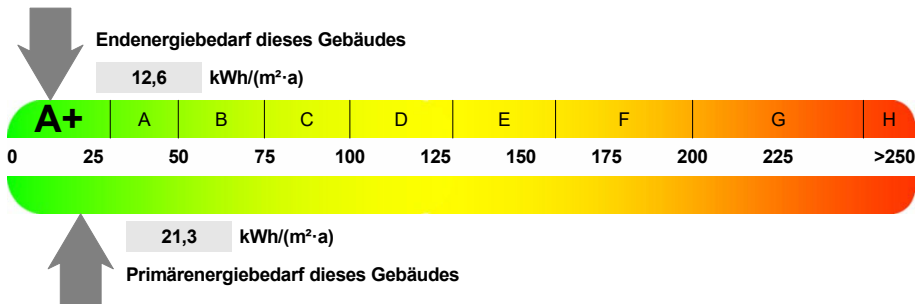 Endenergiebedarf dieses Gebäudes
12,6 kWh/(m²·a)
A+ A B C D E F G H
0 25 50 75 100 125 150 175 200 225 >250
21,3 kWh/(m²·a)
Primärenergiebedarf dieses Gebäudes